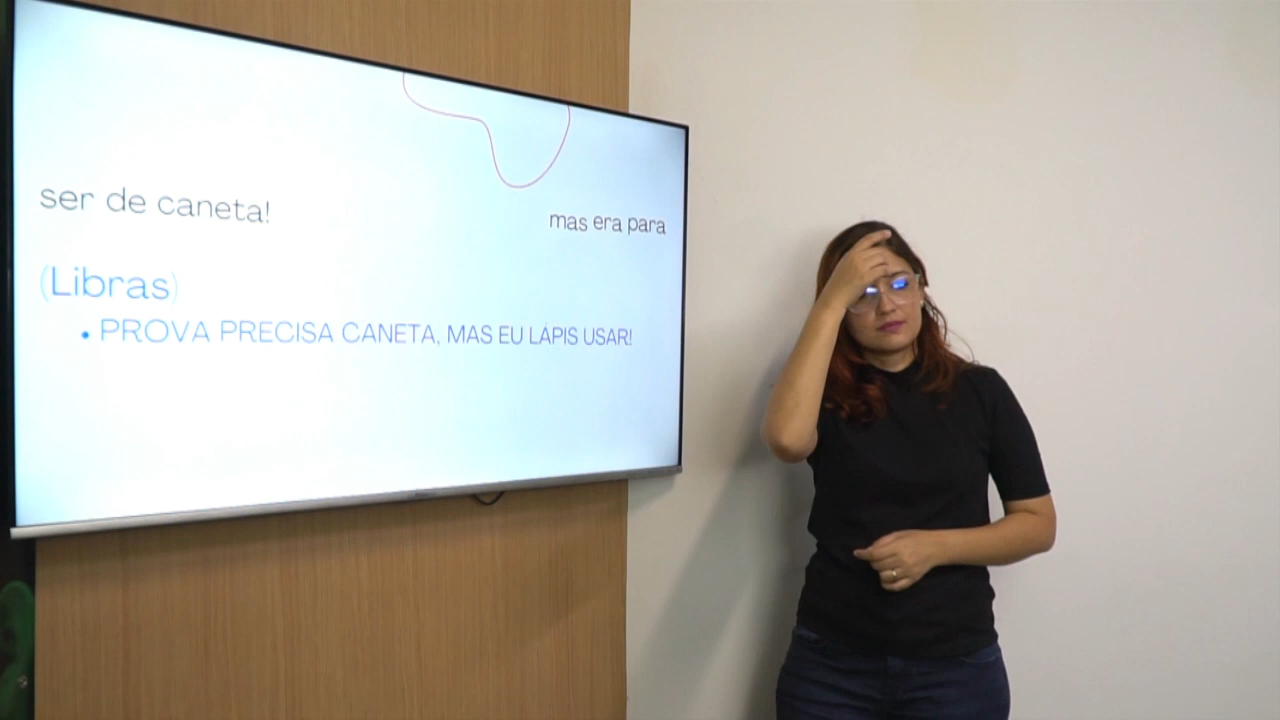 mas era para
ser de caneta!
(Libras)
• PROVA PRECISA CANETA, MAS EU LÁPIS USAR!